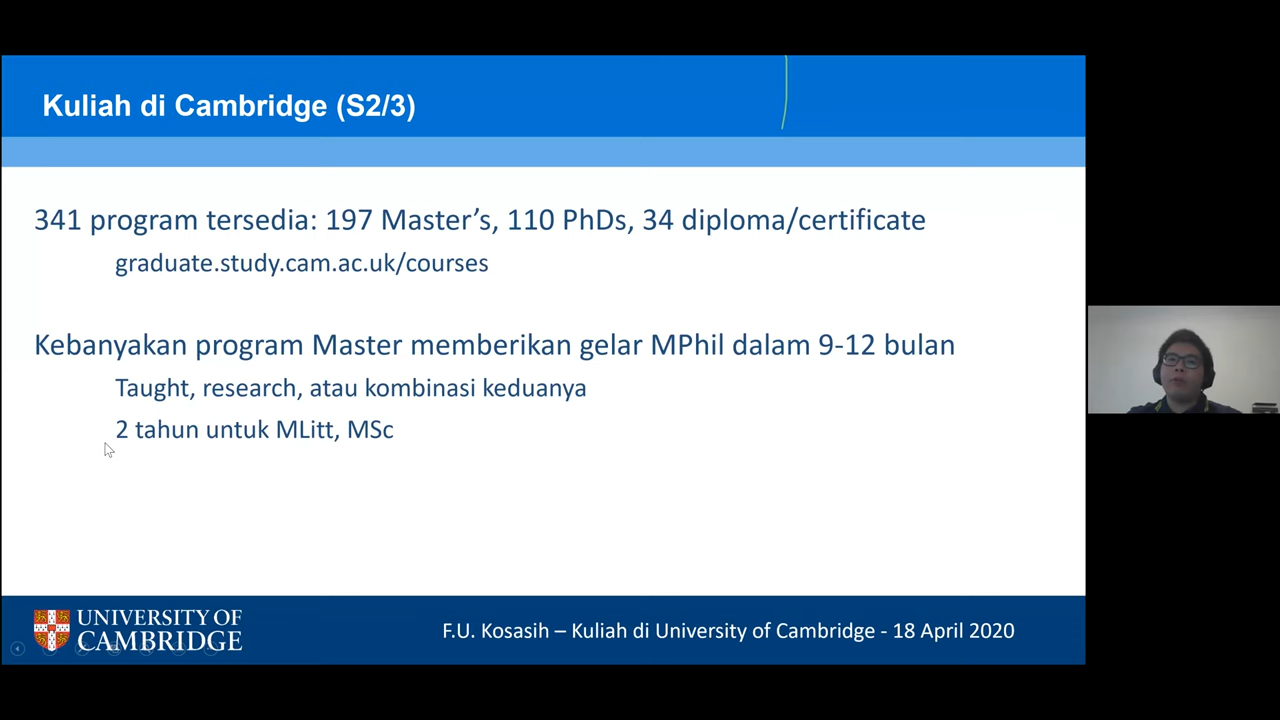 Kuliah di Cambridge (S2/3)
341 program tersedia: 197 Master’s, 110 PhDs, 34 diploma/certificate
graduate.study.cam.ac.uk/courses
Kebanyakan program Master memberikan gelar MPhil dalam 9-12 bulan
Taught, research, atau kombinasi keduanya
2 tahun untuk MLitt, MSc
UNIVERSITY OF
CAMBRIDGE
F.U. Kosasih – Kuliah di University of Cambridge - 18 April 2020